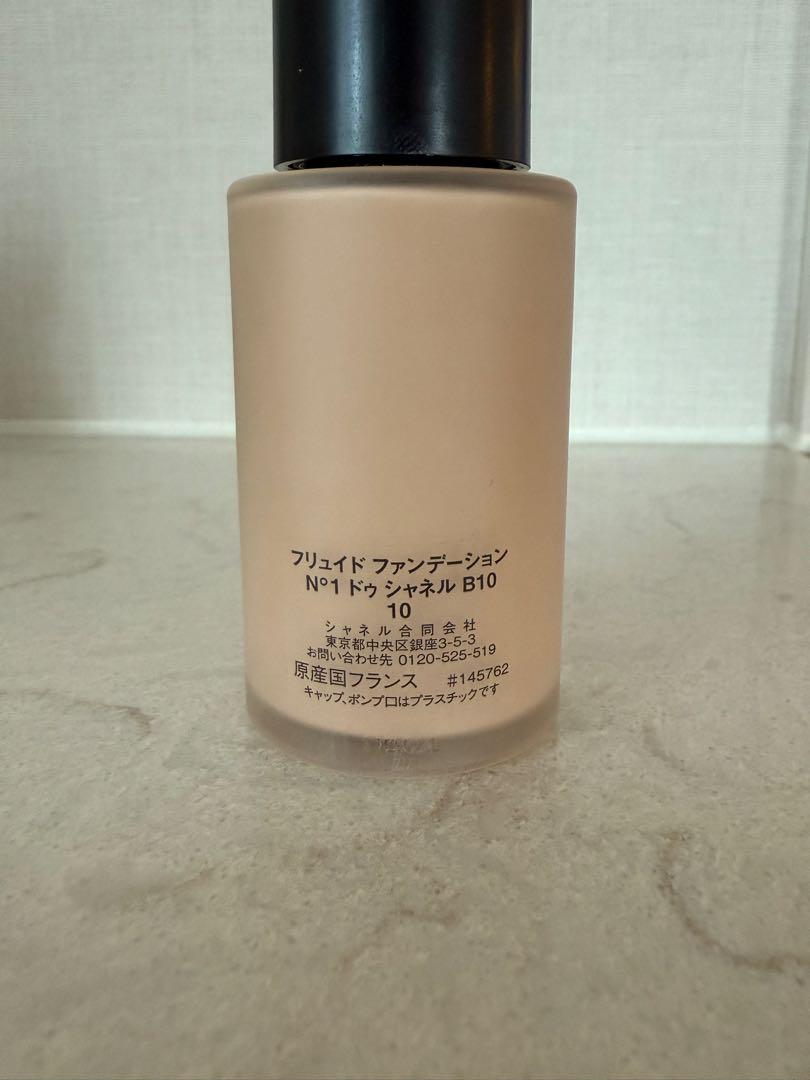 フリュイド ファンデーション
N°1 ドゥ シャネル B10
10
シャネル合同会社
東京都中央区銀座3-5-3
お問い合わせ先 0120-525-519
原産国フランス #145762
キャップ、ポンプ口はプラスチックです